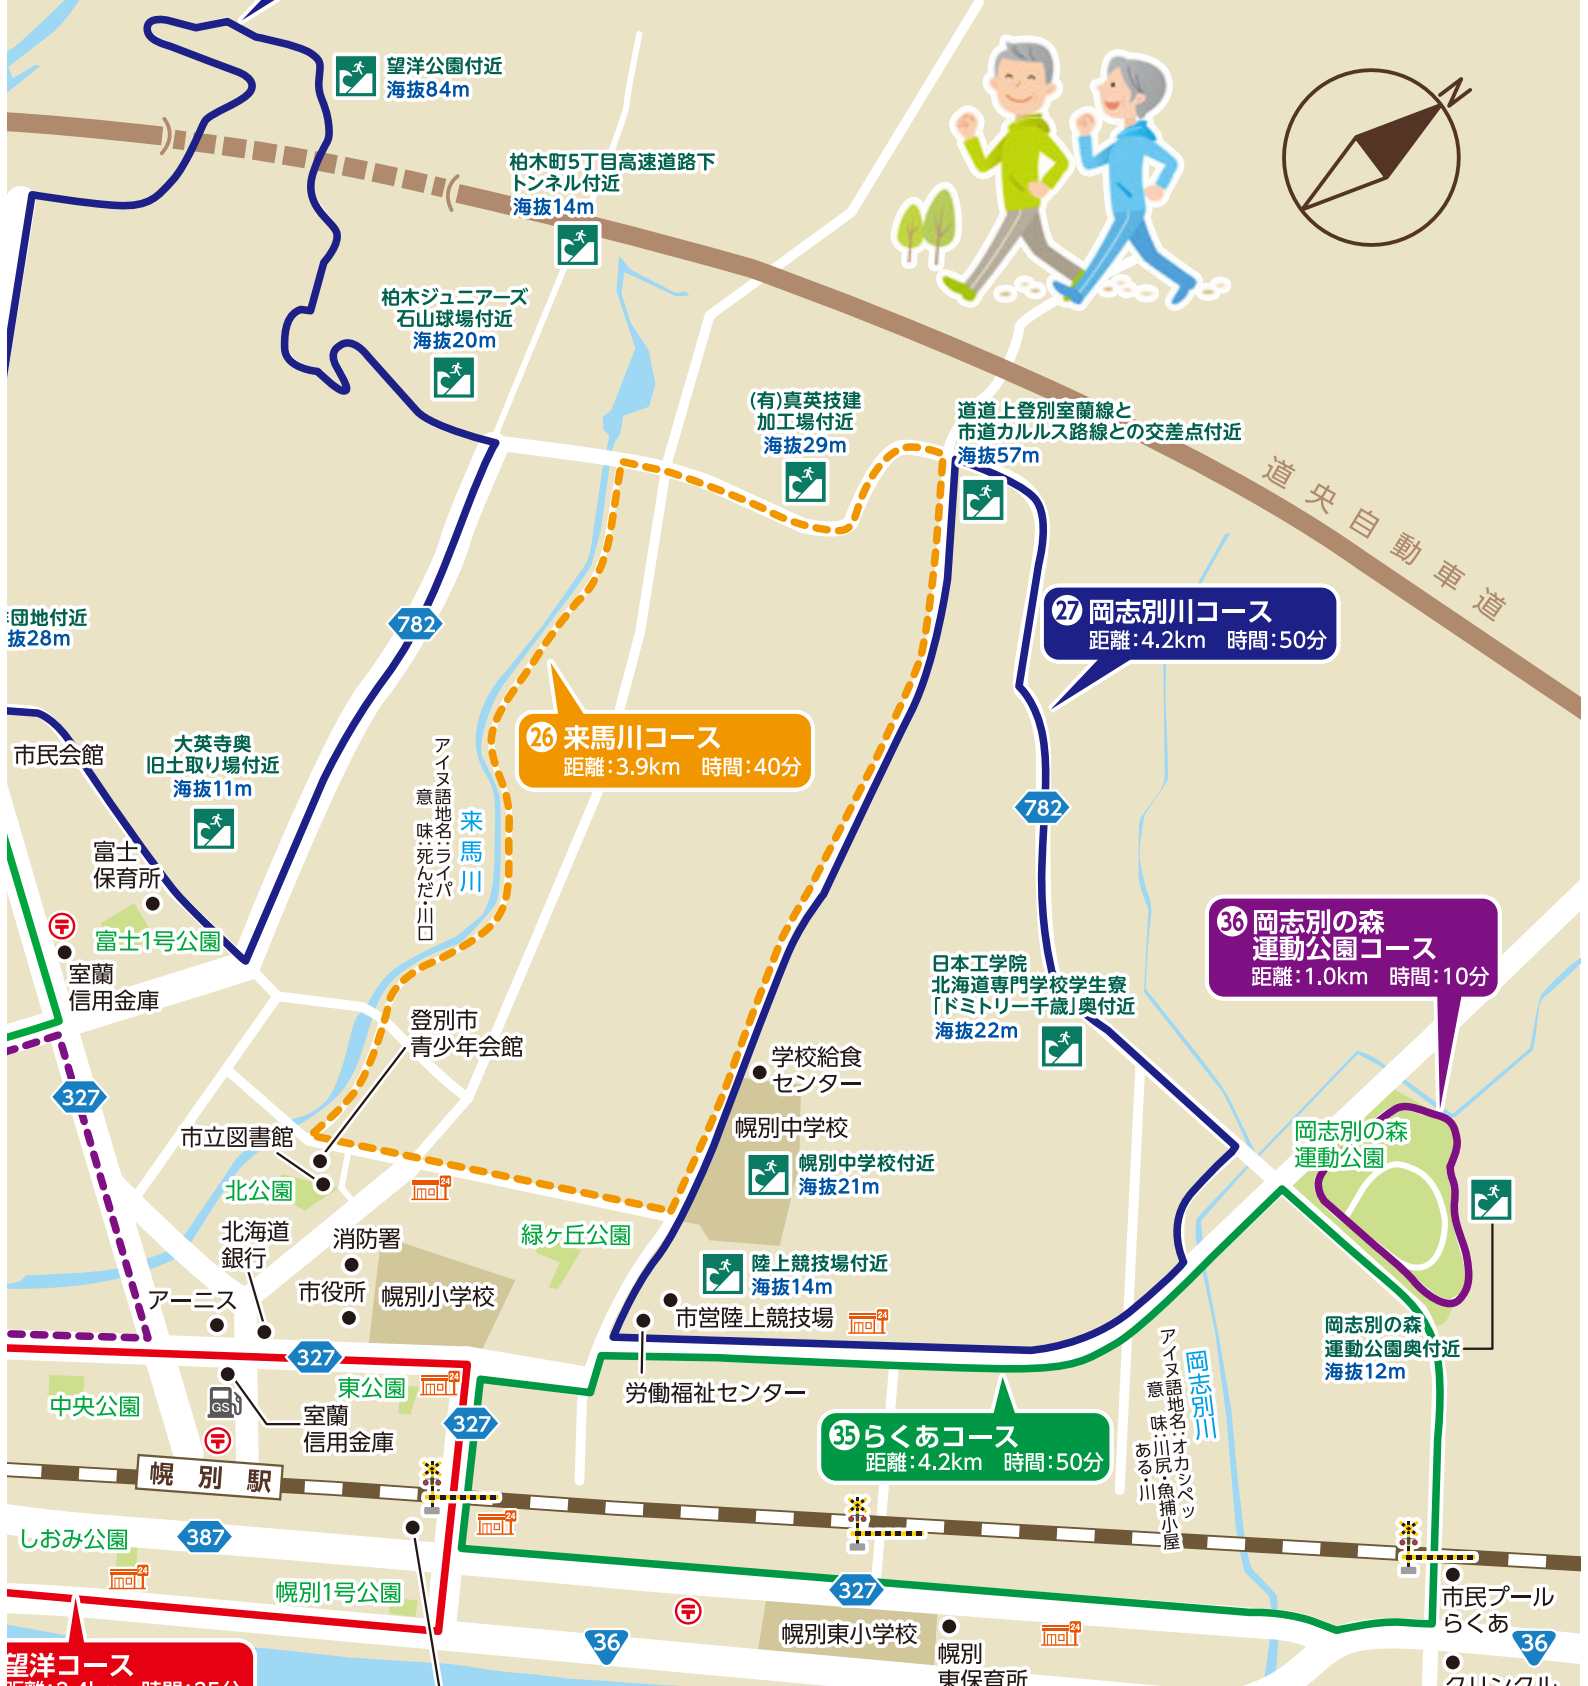 望洋公園付近
海抜84m
柏木町5丁目高速道路下
トンネル付近
海抜14m
柏木ジュニアーズ
石山球場付近
海抜20m
(有)真英技建
加工場付近
海抜29m
道道上登別室蘭線と
市道カルルス路線との交差点付近
海抜57m
N
道央自動車道
27 岡志別川コース
距離:4.2km 時間:50分
782
団地付近
抜28m
26 来馬川コース
距離:3.9km 時間:40分
市民会館
大英寺奥
旧土取り場付近
海抜11m
来馬川
アイヌ語地名:ライパ
意 味:死んだ・川口
782
富士
保育所
富士1号公園
室蘭
信用金庫
36 岡志別の森
運動公園コース
距離:1.0km 時間:10分
日本工学院
北海道専門学校学生寮
「ドミトリー千歳」奥付近
海抜22m
登別市
青少年会館
学校給食
センター
327
市立図書館
幌別中学校
幌別中学校付近
海抜21m
岡志別の森
運動公園
北公園
24
北海道
銀行
消防署
緑ヶ丘公園
陸上競技場付近
海抜14m
アーニス
市役所
幌別小学校
市営陸上競技場
24
岡志別の森
運動公園奥付近
海抜12m
327
東公園
24
労働福祉センター
中央公園
GS
室蘭
信用金庫
327
35 らくあコース
距離:4.2km 時間:50分
岡志別川
アイヌ語地名:オカシペッ
意 味:川尻・魚捕小屋
ある・川
幌別駅
24
しおみ公園
387
24
幌別1号公園
327
市民プール
らくあ
36
幌別東小学校
幌別
東保育所
24
36
望洋コース
クリンクル